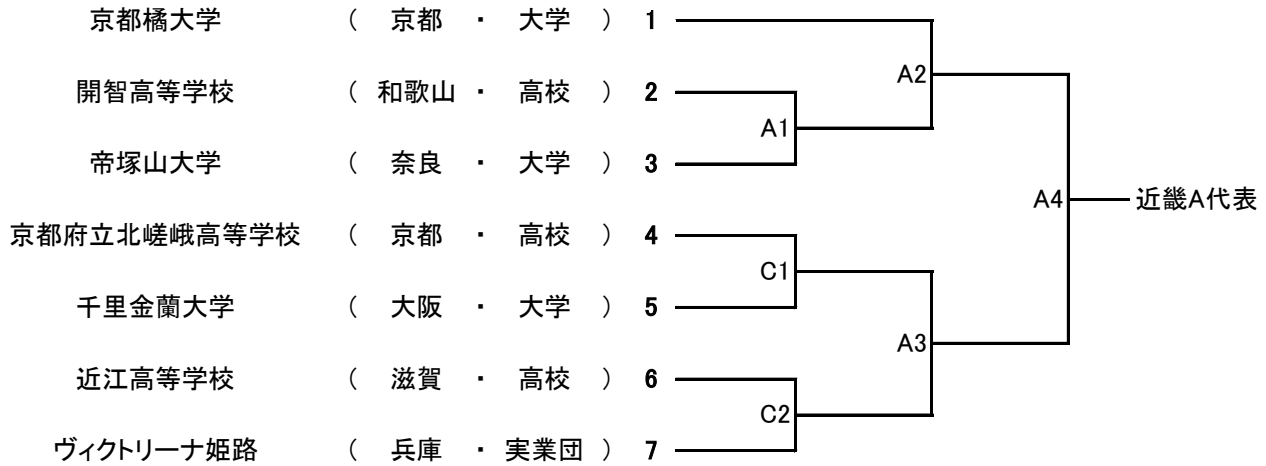 京都橘大学 ( 京都 ・ 大学 ) 1
A2
開智高等学校 ( 和歌山 ・ 高校 ) 2
A1
帝塚山大学 ( 奈良 ・ 大学 ) 3
A4 近畿A代表
京都府立北嵯峨高等学校 ( 京都 ・ 高校 ) 4
C1
千里金蘭大学 ( 大阪 ・ 大学 ) 5
A3
近江高等学校 ( 滋賀 ・ 高校 ) 6
C2
ヴィクトリーナ姫路 ( 兵庫 ・ 実業団 ) 7